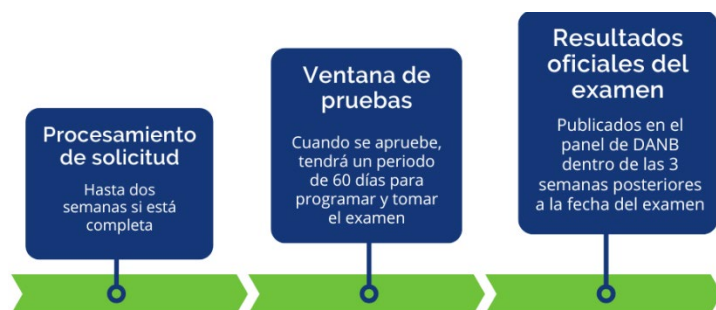 Procesamiento
de solicitud
Hasta dos
semanas si está
completa
Ventana de
pruebas
Cuando se apruebe,
tendrá un periodo
de 60 días para
programar y tomar
el examen
Resultados
oficiales del
examen
Publicados en el
panel de DANB
dentro de las 3
semanas posteriores
a la fecha del examen